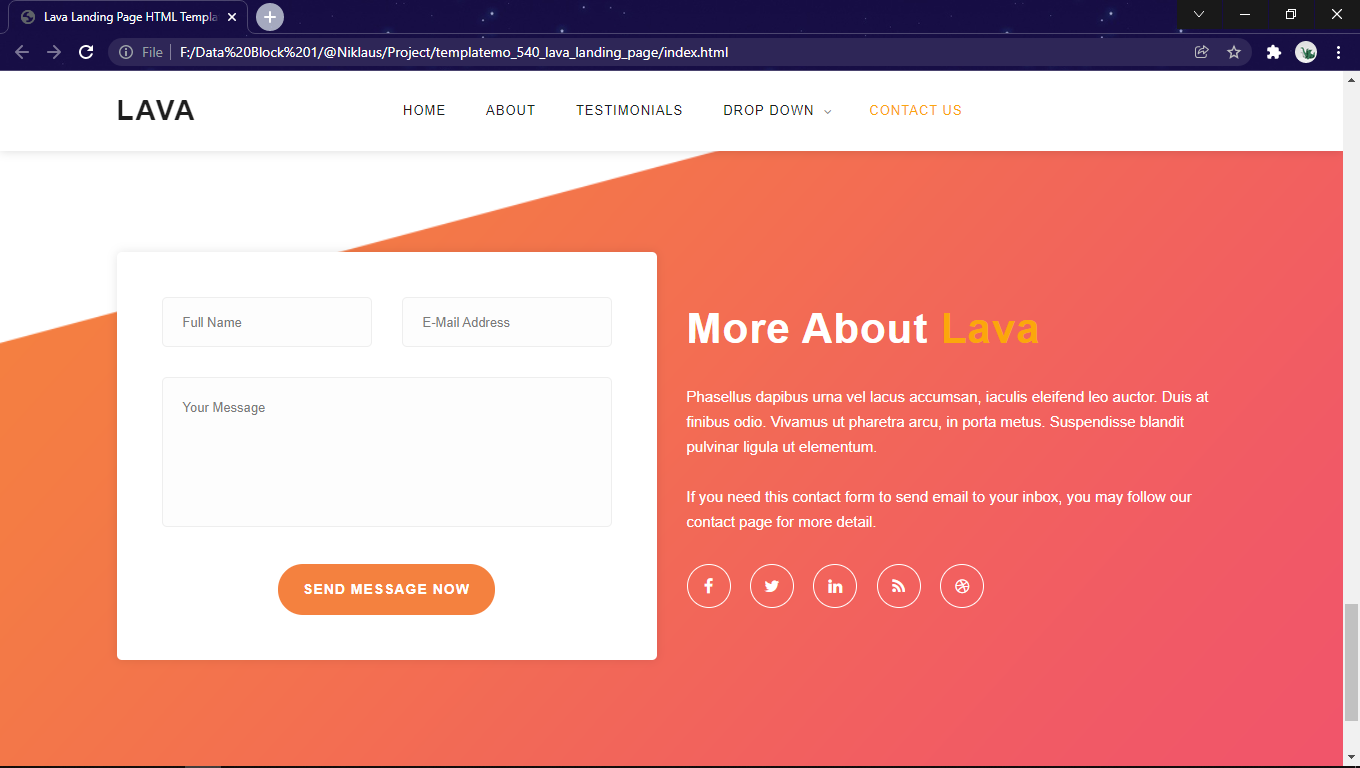 Lava Landing Page HTML Templa
File
F:/Data%20Block%201/@Niklaus/Project/templatemo_540_lava_landing_page/index.html
LAVA
HOME
ABOUT
TESTIMONIALS
DROP DOWN
CONTACT US
Full Name
E-Mail Address
Your Message
SEND MESSAGE NOW
More About Lava
Phasellus dapibus urna vel lacus accumsan, iaculis eleifend leo auctor. Duis at
finibus odio. Vivamus ut pharetra arcu, in porta metus. Suspendisse blandit
pulvinar ligula ut elementum.
If you need this contact form to send email to your inbox, you may follow our
contact page for more detail.